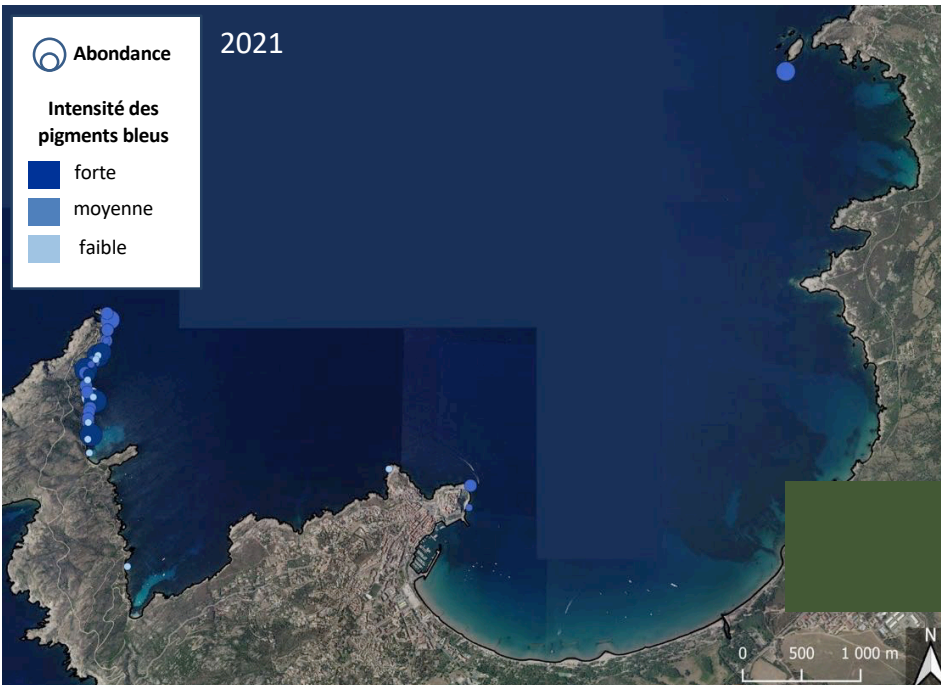 Abondance
2021
Intensité des
pigments bleus
forte
moyenne
faible
N
0 500 1 000 m